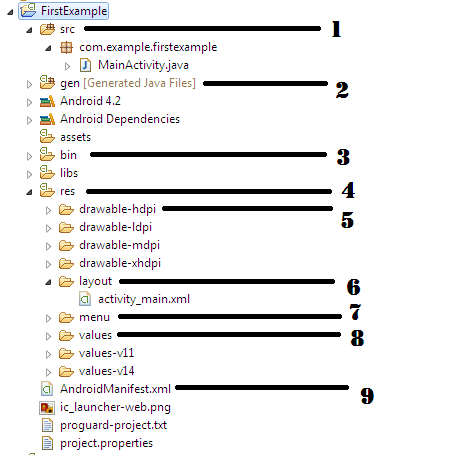 FirstExample
src 1
com.example.firstexample
MainActivity.java
gen [Generated Java Files] 2
Android 4.2
Android Dependencies
assets
bin 3
libs
res 4
drawable-hdpi 5
drawable-ldpi
drawable-mdpi
drawable-xhdpi
layout 6
activity_main.xml
menu 7
values 8
values-v11
values-v14
AndroidManifest.xml 9
ic_launcher-web.png
proguard-project.txt
project.properties